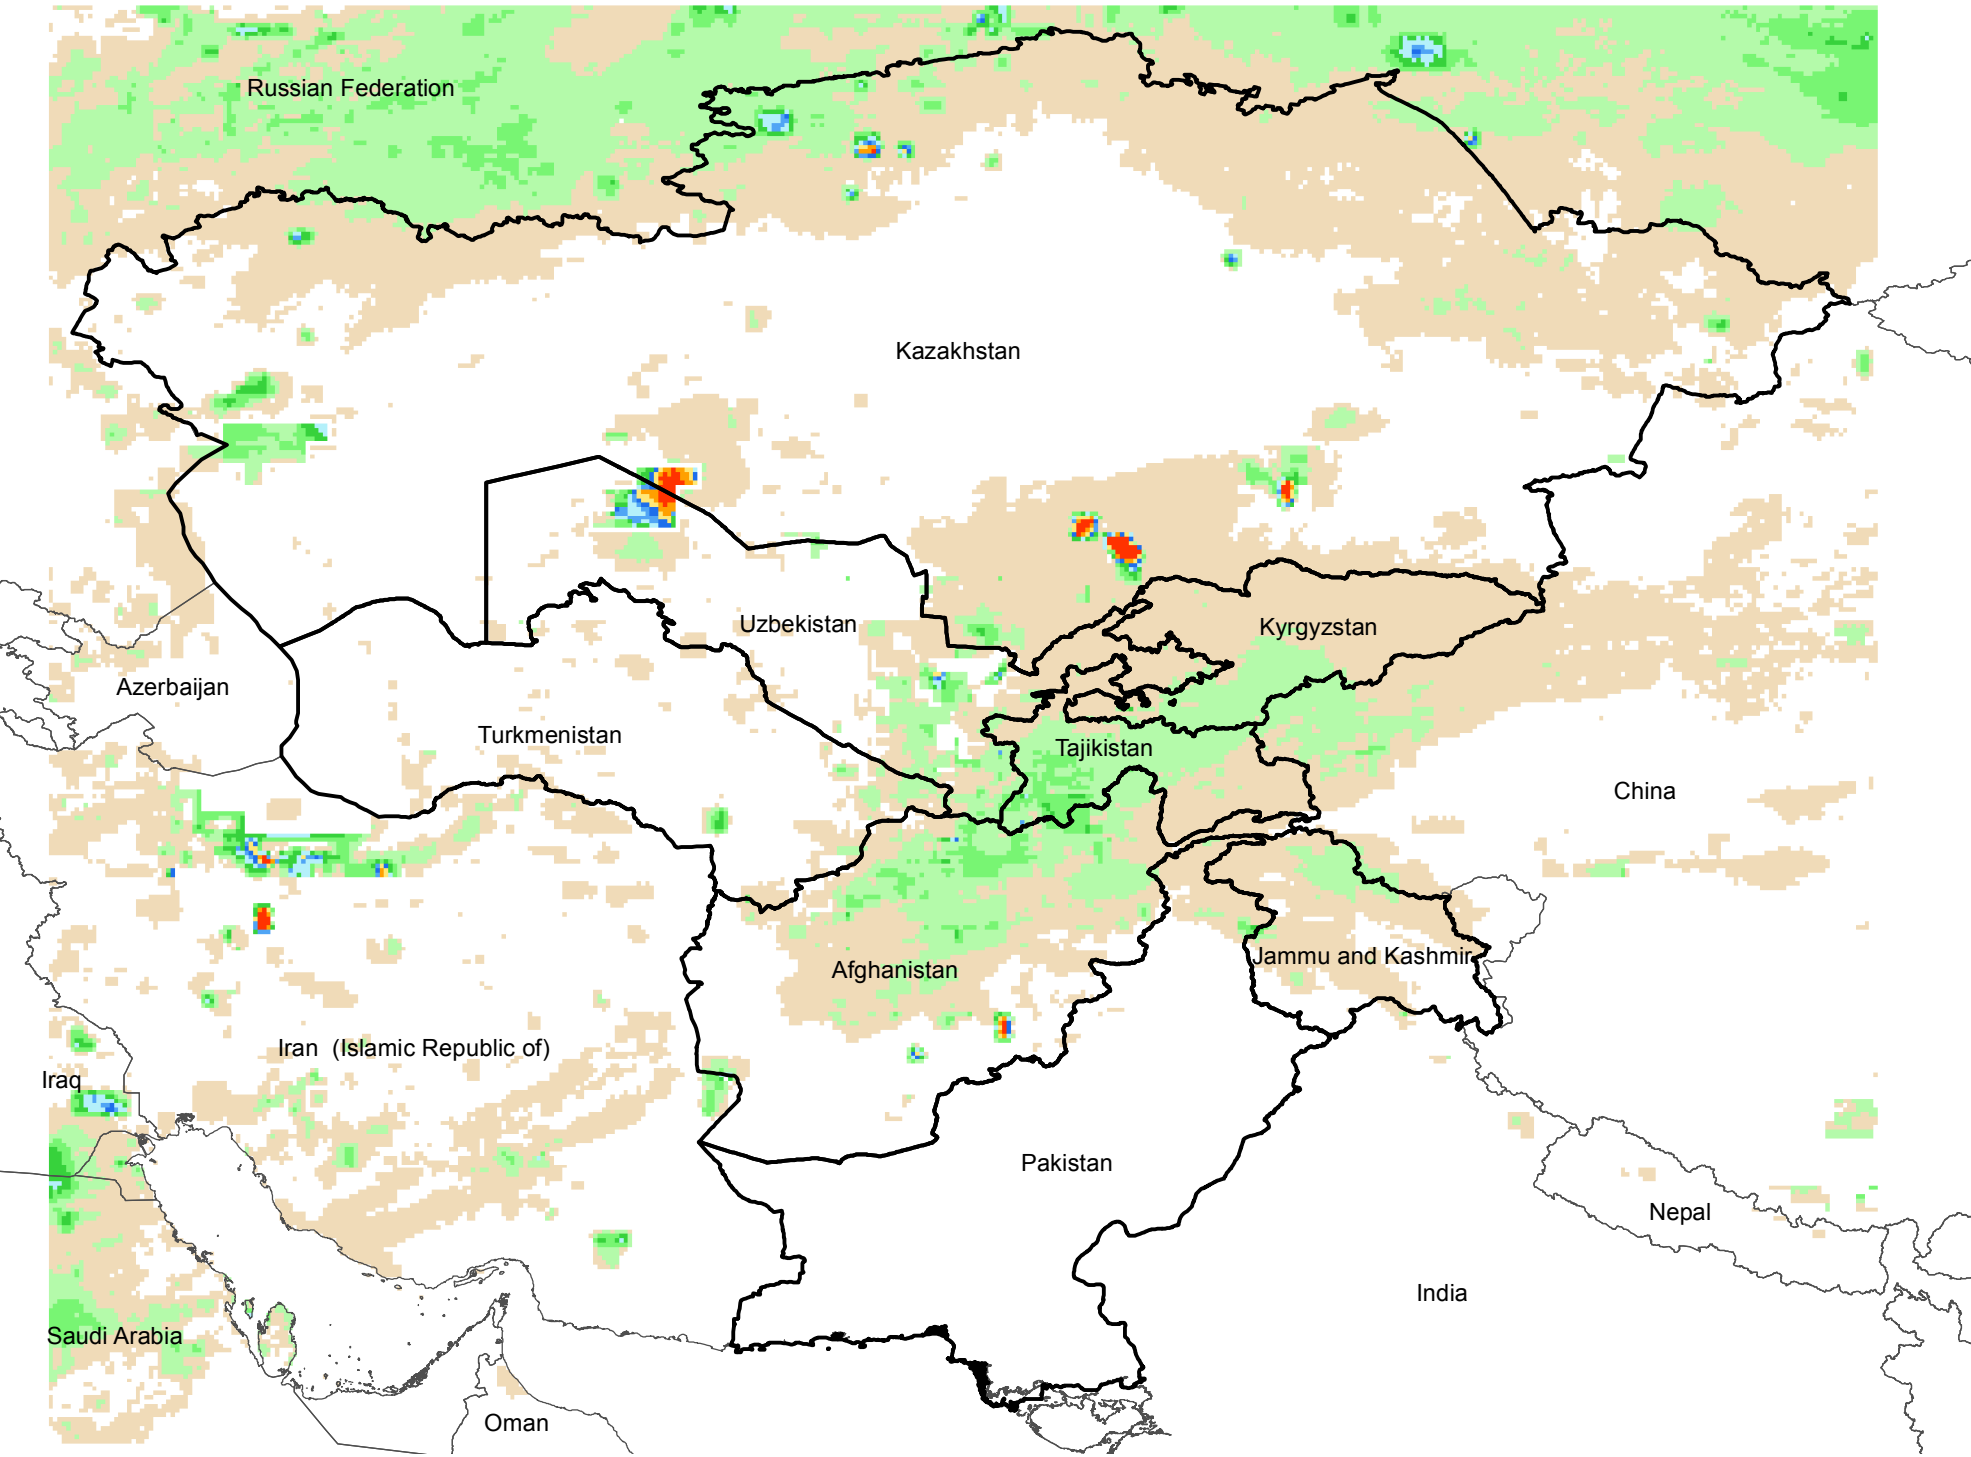 Russian Federation
Kazakhstan
Uzbekistan
Kyrgyzstan
Azerbaijan
Turkmenistan
Tajikistan
China
Jammu and Kashmir
Afghanistan
Iran  (Islamic Republic of)
Iraq
Pakistan
Nepal
India
Saudi Arabia
Oman